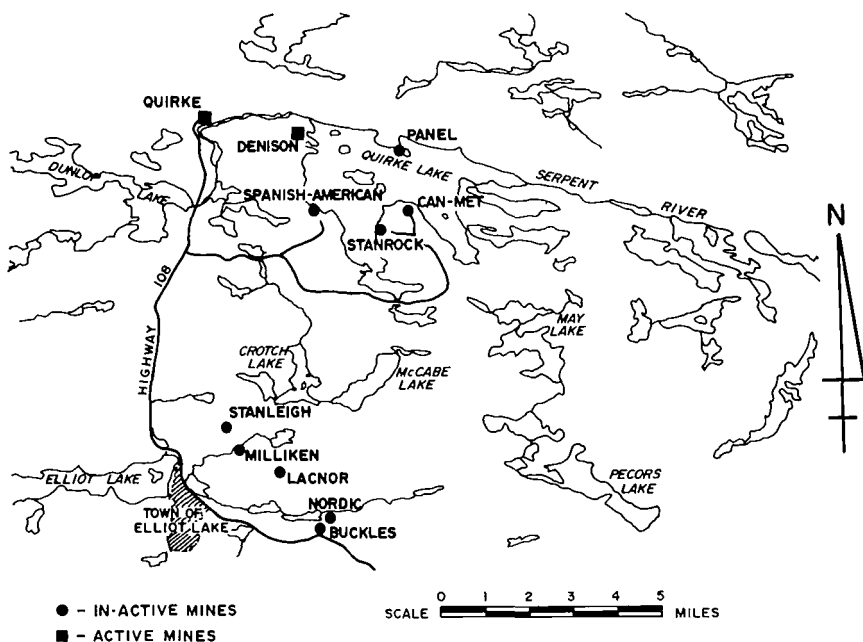 QUIRKE
DENISON
PANEL
QUIRKE LAKE
DUNLOP
LAKE
SPANISH-AMERICAN
CAN-MET
SERPENT
RIVER
STANROCK
N
HIGHWAY 108
MAY
LAKE
CROTCH
LAKE
McCABE
LAKE
STANLEIGH
MILLIKEN
LACNOR
ELLIOT LAKE
PECORS
LAKE
NORDIC
TOWN OF
ELLIOT LAKE
BUCKLES
● - IN-ACTIVE MINES
■ - ACTIVE MINES
0 1 2 3 4 5
SCALE MILES